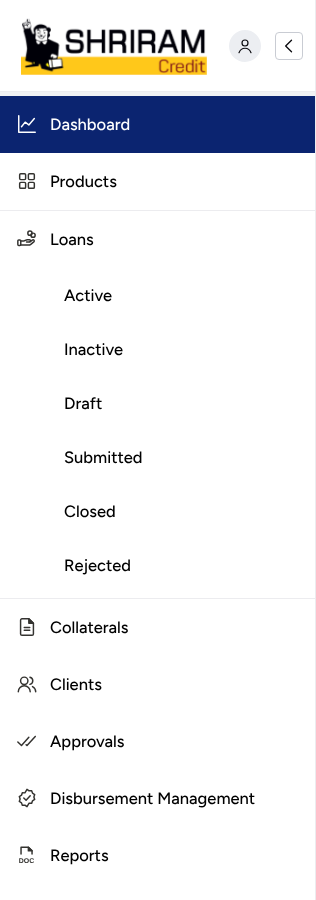 SHRIRAM
Credit
Dashboard
Products
Loans
Active
Inactive
Draft
Submitted
Closed
Rejected
Collaterals
Clients
Approvals
Disbursement Management
DOC
Reports